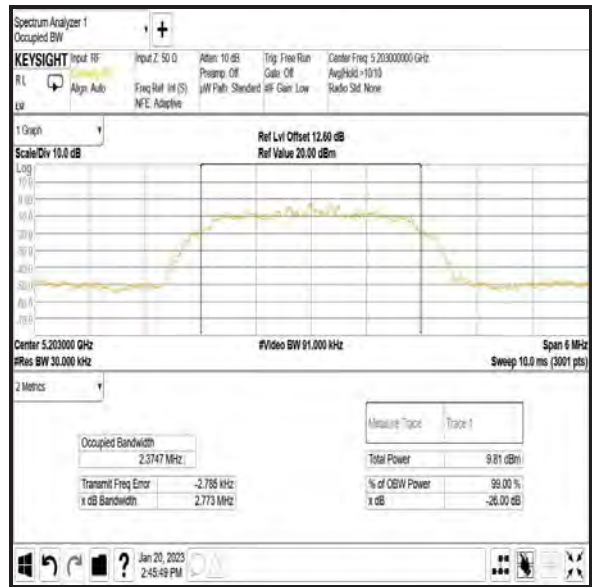 Spectrum Analyzer 1
Occupied BW
+
KEYSIGHT Input: RF Input Z: 50 Ω Atten: 10 dB Trig: Free Run Center Freq: 5.203000000 GHz
Preamp: Off Gate: Off Avg|Hold:>10/10
RL Align: Auto Freq Ref: Int (S) µW Path: Standard #IF Gain: Low Radio Std: None
NFE: Adaptive
1 Graph
Ref Lvl Offset 12.60 dB
Scale/Div 10.0 dB Ref Value 20.00 dBm
Log
10.0
0.00
Center 5.203000 GHz #Video BW 91.000 kHz Span 6 MHz
#Res BW 30.000 kHz Sweep 10.0 ms (3001 pts)
2 Metrics
Measure Trace Trace 1
Occupied Bandwidth
2.3747 MHz Total Power 9.81 dBm
Transmit Freq Error -2.785 kHz % of OBW Power 99.00 %
x dB Bandwidth 2.773 MHz x dB -26.00 dB
? Jan 20, 2023
2:45:49 PM